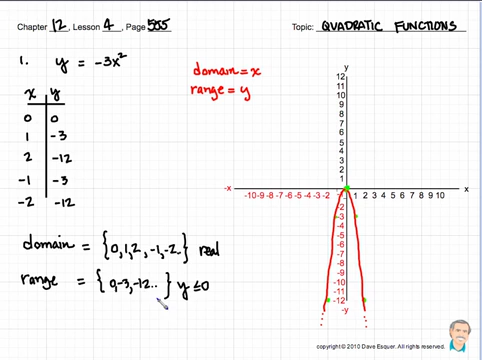 Chapter 12, Lesson 4, Page 555
Topic: QUADRATIC FUNCTIONS
1. y = -3x²
x y
0 0
1 -3
2 -12
-1 -3
-2 -12
domain = x
range = y
y
12
11
10
9
8
7
6
5
4
3
2
1
-x -10 -9 -8 -7 -6 -5 -4 -3 -2 1 2 3 4 5 6 7 8 9 10 x
-2
-3
-4
-5
-6
-7
-8
-9
-10
-11
-12
-y
domain = {0,1,2,-1,-2..} real
range = {0,-3,-12..} y ≤ 0
Copyright © 2010 Dave Esquer. All rights reserved.